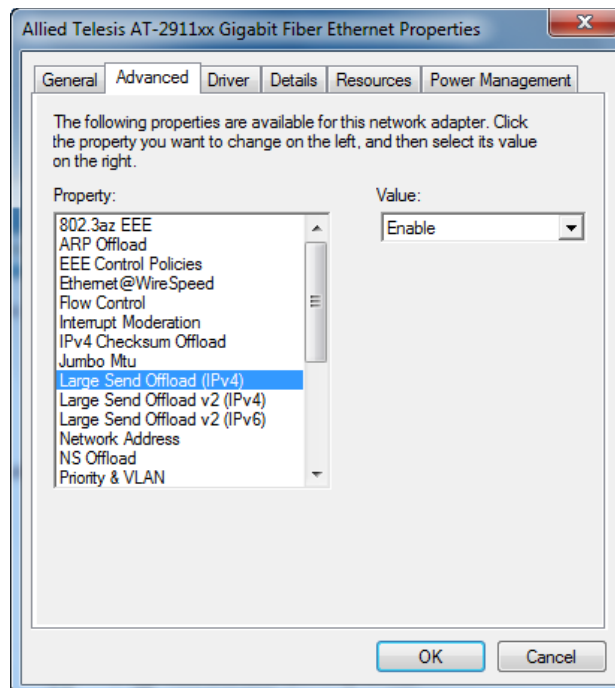 Allied Telesis AT-2911xx Gigabit Fiber Ethernet Properties
General Advanced Driver Details Resources Power Management
The following properties are available for this network adapter. Click
the property you want to change on the left, and then select its value
on the right.
Property:
Value:
802.3az EEE
ARP Offload
EEE Control Policies
Ethernet@WireSpeed
Flow Control
Interrupt Moderation
IPv4 Checksum Offload
Jumbo Mtu
Large Send Offload (IPv4)
Large Send Offload v2 (IPv4)
Large Send Offload v2 (IPv6)
Network Address
NS Offload
Priority & VLAN
Enable
OK
Cancel